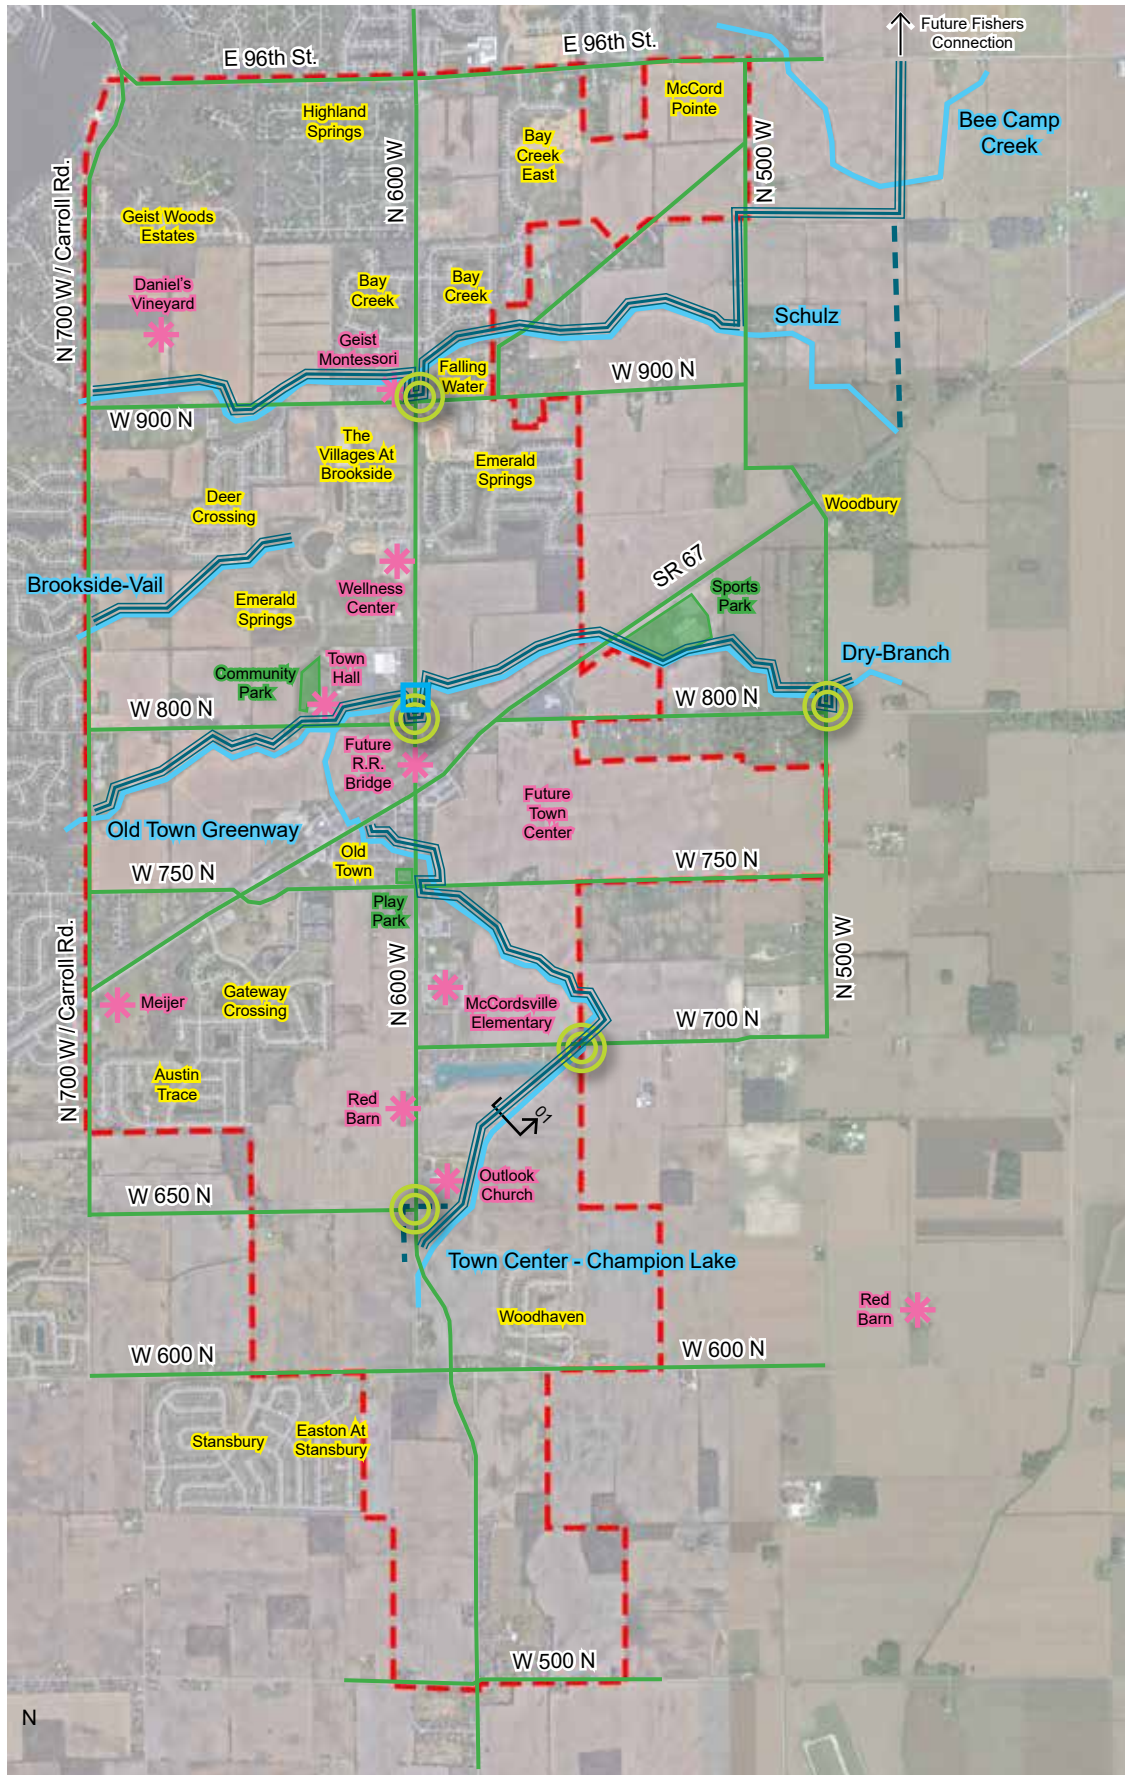 Future Fishers
Connection
E 96th St.
E 96th St.
McCord
Pointe
Highland
Springs
Bee Camp
Creek
Bay
Creek
East
N 500 W
N 600 W
N 700 W / Carroll Rd.
Geist Woods
Estates
Daniel's
Vineyard
Bay
Creek
Bay
Creek
Schulz
Geist
Montessori
Falling
Water
W 900 N
W 900 N
The
Villages At
Brookside
Emerald
Springs
Deer
Crossing
Woodbury
SR 67
Brookside-Vail
Wellness
Center
Sports
Park
Emerald
Springs
Dry-Branch
Community
Park
Town
Hall
W 800 N
W 800 N
Future
R.R.
Bridge
Future
Town
Center
Old Town Greenway
Old
Town
W 750 N
W 750 N
Play
Park
N 700 W / Carroll Rd.
N 600 W
N 500 W
Meijer
Gateway
Crossing
McCordsville
Elementary
W 700 N
Austin
Trace
Red
Barn
01
Outlook
Church
W 650 N
Town Center - Champion Lake
Woodhaven
Red
Barn
W 600 N
W 600 N
Stansbury
Easton At
Stansbury
W 500 N
N